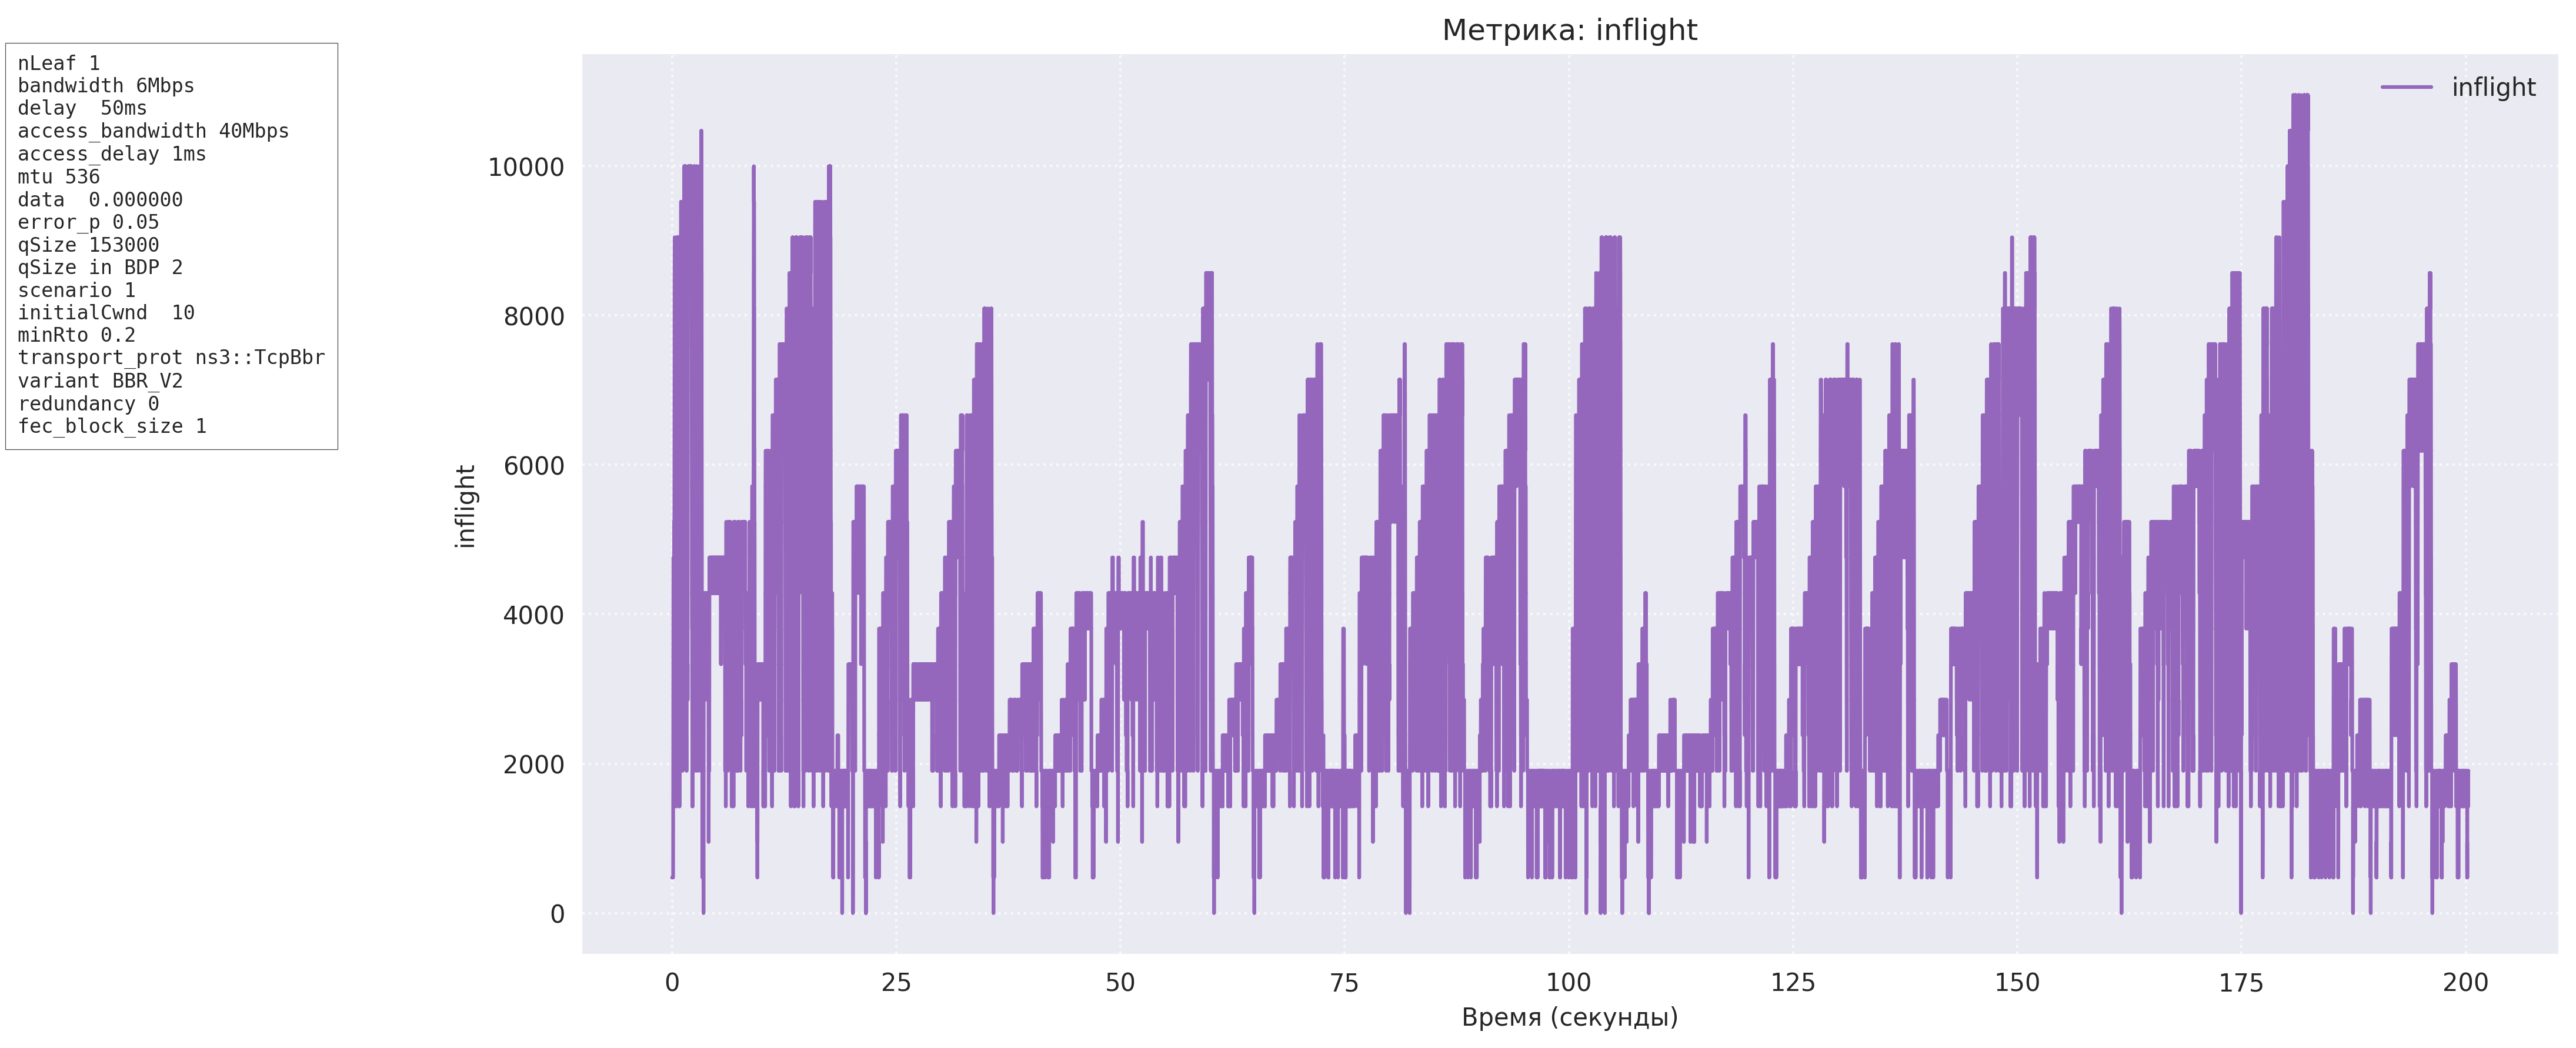 nLeaf 1
bandwidth 6Mbps
delay  50ms
access_bandwidth 40Mbps
access_delay 1ms
mtu 536
data  0.000000
error_p 0.05
qSize 153000
qSize in BDP 2
scenario 1
initialCwnd  10
minRto 0.2
transport_prot ns3::TcpBbr
variant BBR_V2
redundancy 0
fec_block_size 1
Метрика: inflight
inflight
inflight
10000
8000
6000
4000
2000
0
0 25 50 75 100 125 150 175 200
Время (секунды)